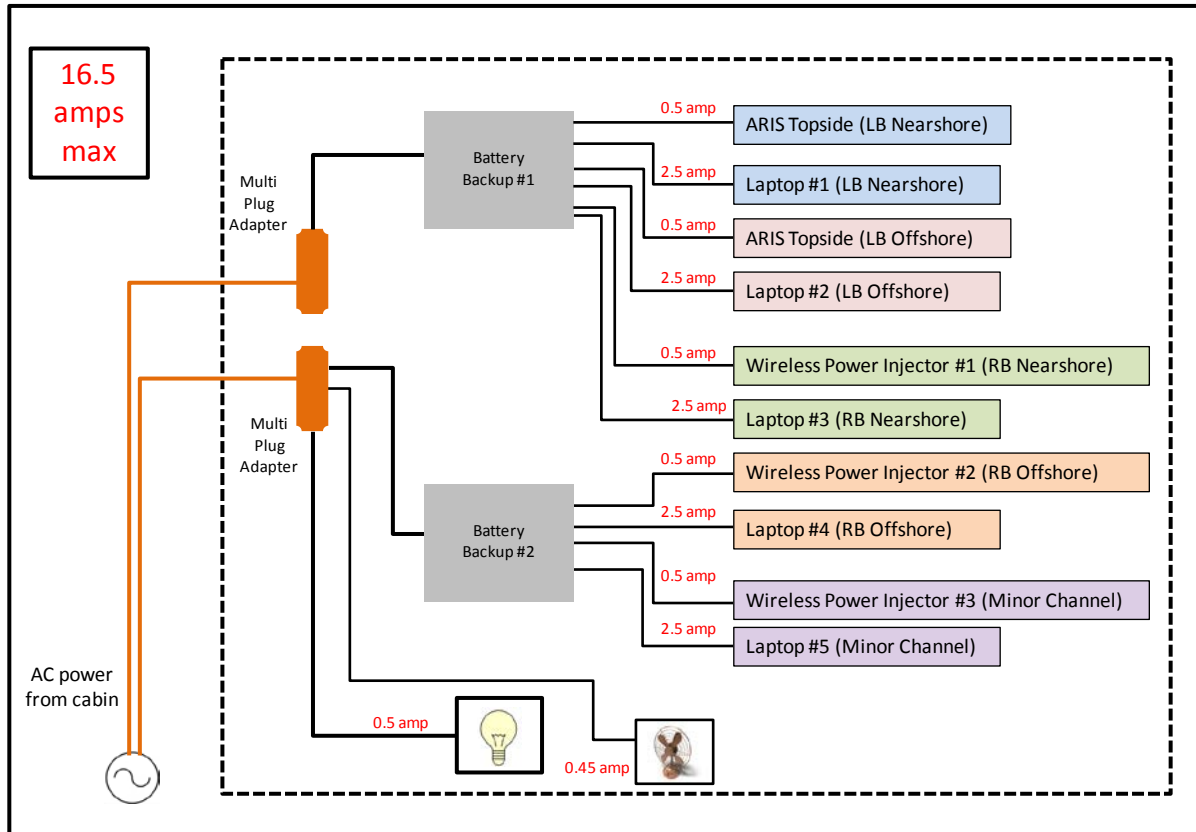 16.5
amps
max
Multi
Plug
Adapter
Battery
Backup #1
0.5 amp
ARIS Topside (LB Nearshore)
2.5 amp
Laptop #1 (LB Nearshore)
0.5 amp
ARIS Topside (LB Offshore)
2.5 amp
Laptop #2 (LB Offshore)
0.5 amp
Wireless Power Injector #1 (RB Nearshore)
2.5 amp
Laptop #3 (RB Nearshore)
Multi
Plug
Adapter
Battery
Backup #2
0.5 amp
Wireless Power Injector #2 (RB Offshore)
2.5 amp
Laptop #4 (RB Offshore)
0.5 amp
Wireless Power Injector #3 (Minor Channel)
2.5 amp
Laptop #5 (Minor Channel)
AC power
from cabin
0.5 amp
0.45 amp